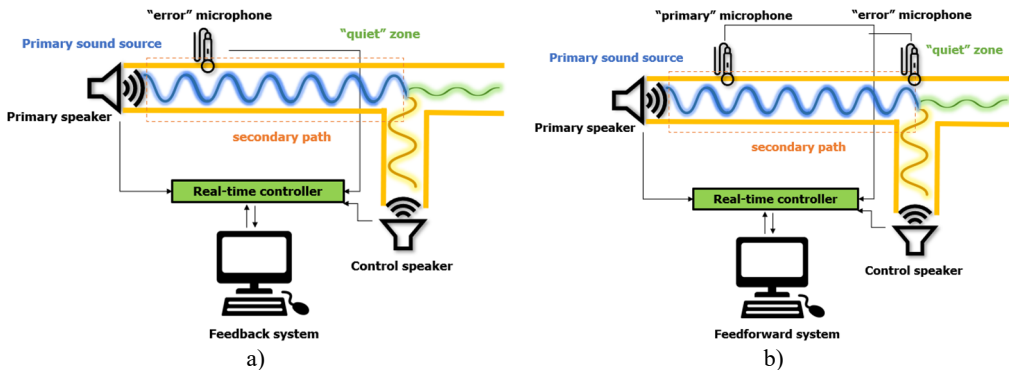 “error” microphone
“quiet” zone
Primary sound source
Primary speaker
secondary path
Real-time controller
Control speaker
Feedback system
a)
“primary” microphone
“error” microphone
“quiet” zone
Primary sound source
Primary speaker
secondary path
Real-time controller
Control speaker
Feedforward system
b)